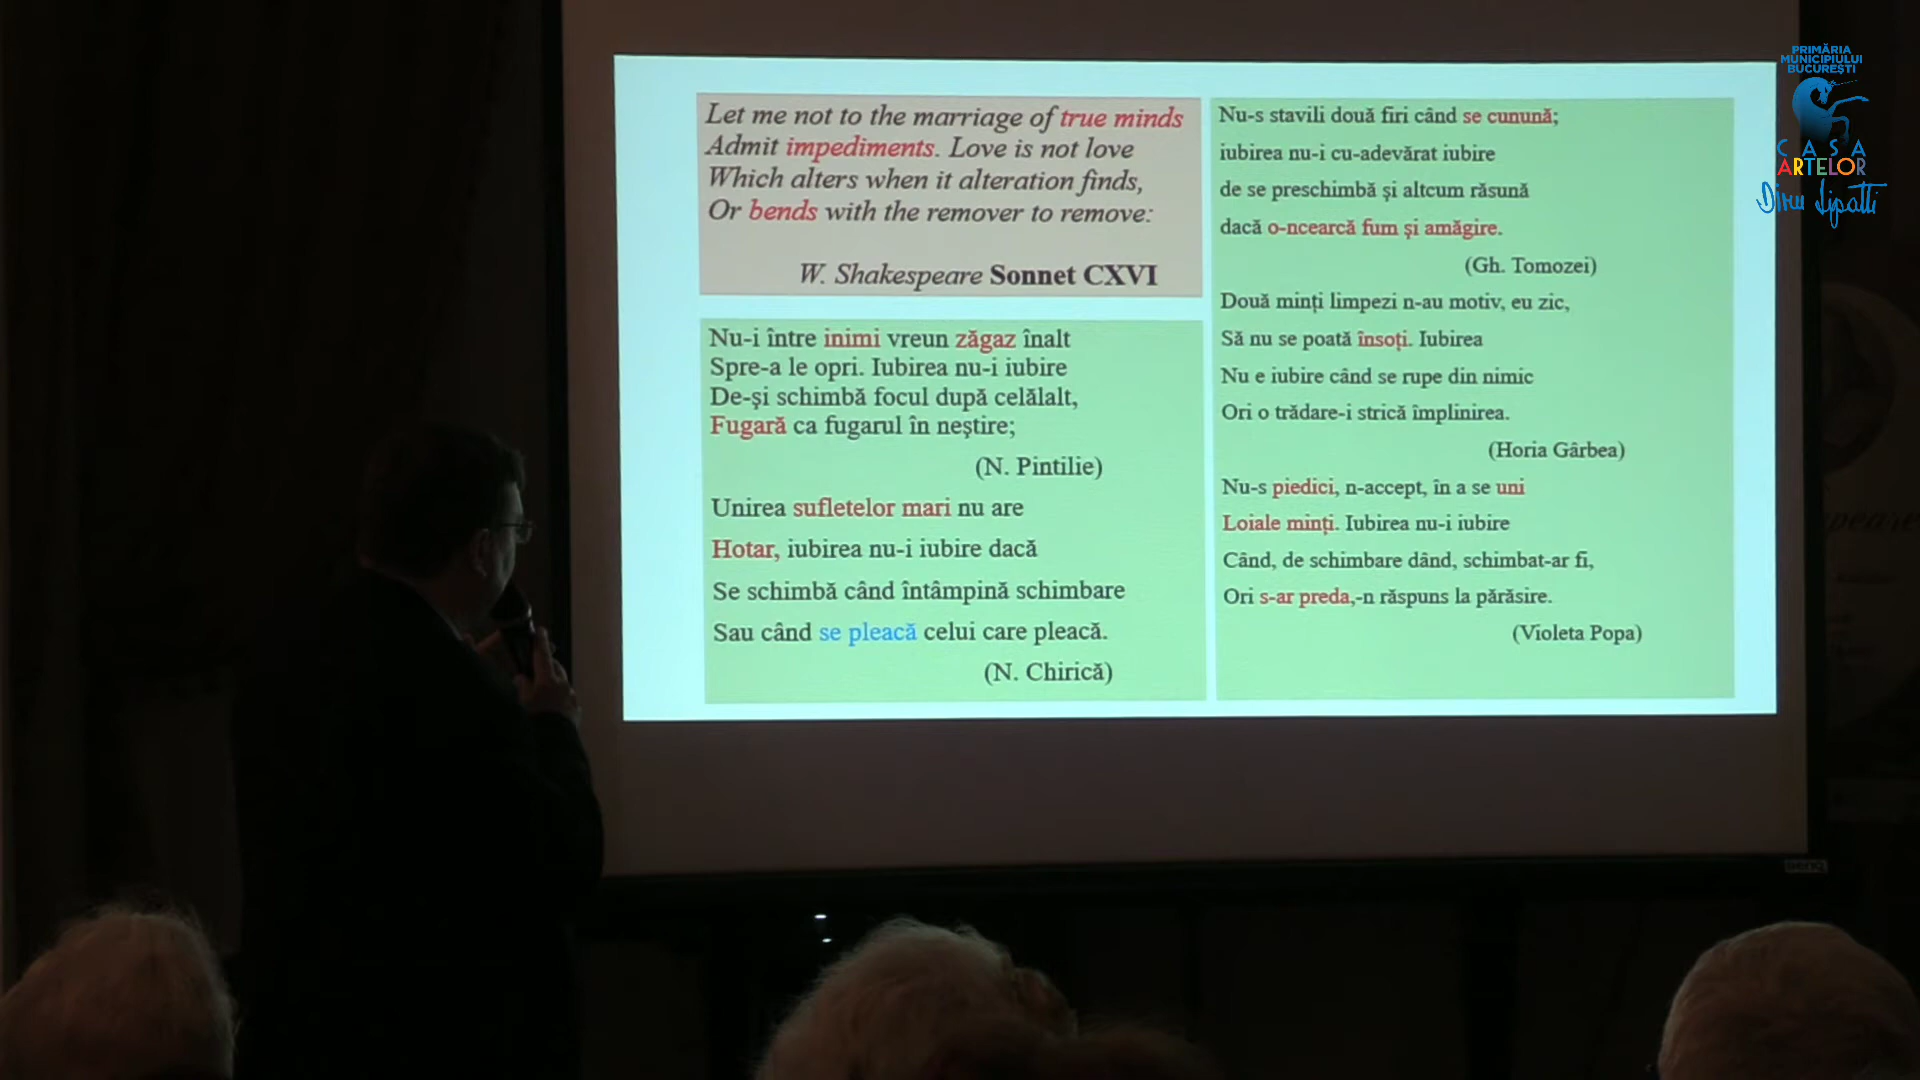 Let me not to the marriage of true minds
Admit impediments. Love is not love
Which alters when it alteration finds,
Or bends with the remover to remove:
W. Shakespeare Sonnet CXVI
Nu-i între inimi vreun zăgaz înalt
Spre-a le opri. Iubirea nu-i iubire
De-și schimbă focul după celălalt,
Fugară ca fugarul în neștire;
(N. Pintilie)
Unirea sufletelor mari nu are
Hotar, iubirea nu-i iubire dacă
Se schimbă când întâmpină schimbare
Sau când se pleacă celui care pleacă.
(N. Chirică)
Nu-s stavili două firi când se cunună;
iubirea nu-i cu-adevărat iubire
de se preschimbă și altcum răsună
dacă o-ncearcă fum și amăgire.
(Gh. Tomozei)
Două minți limpezi n-au motiv, eu zic,
Să nu se poată însoți. Iubirea
Nu e iubire când se rupe din nimic
Ori o trădare-i strică împlinirea.
(Horia Gârbea)
Nu-s piedici, n-accept, în a se uni
Loiale minți. Iubirea nu-i iubire
Când, de schimbare dând, schimbat-ar fi,
Ori s-ar preda,-n răspuns la părăsire.
(Violeta Popa)
PRIMĂRIA
MUNICIPIULUI
BUCUREȘTI
CASA
ARTELOR
Dinu Lipatti
BenQ